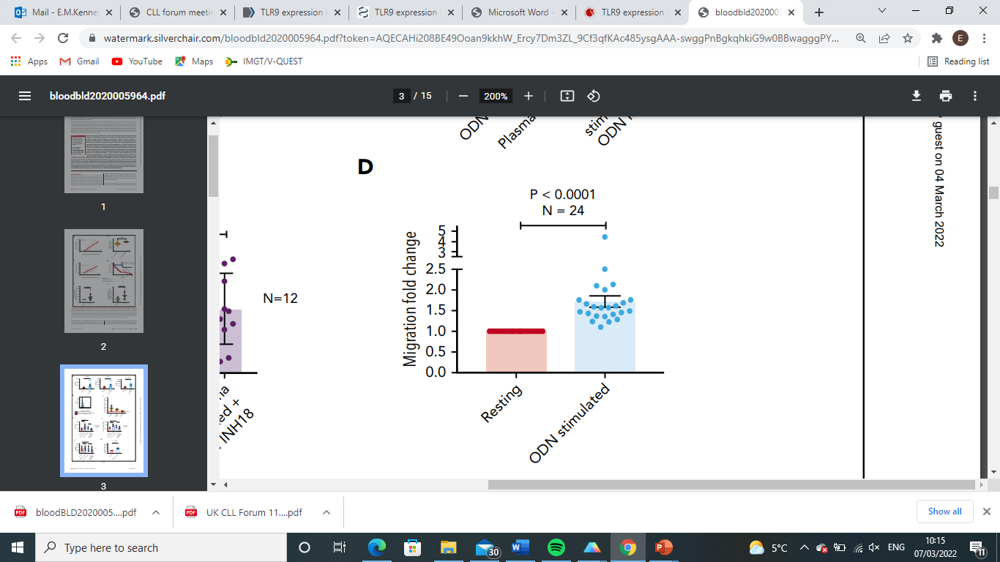 Mail - E.M.Kenne
CLL forum meetin
TLR9 expression i
TLR9 expression i
Microsoft Word -
TLR9 expression i
bloodbld2020005
watermark.silverchair.com/bloodbld2020005964.pdf?token=AQECAHi208BE49Ooan9kkhW_Ercy7Dm3ZL_9Cf3qfKAc485ysgAAA-swggPnBgkqhkiG9w0BBwagggPY...
E
Apps
Gmail
YouTube
Maps
IMGT/V-QUEST
Reading list
bloodbld2020005964.pdf
3 / 15
200%
1
2
3
ODN
Plasma
stim
ODN
guest on 04 March 2022
D
P < 0.0001
N = 24
Migration fold change
5
4
3
2.5
2.0
1.5
1.0
0.5
0.0
Resting
ODN stimulated
N=12
ed +
INH18
bloodBLD2020005....pdf
UK CLL Forum 11....pdf
Show all
Type here to search
30
5°C
ENG
10:15
07/03/2022
11